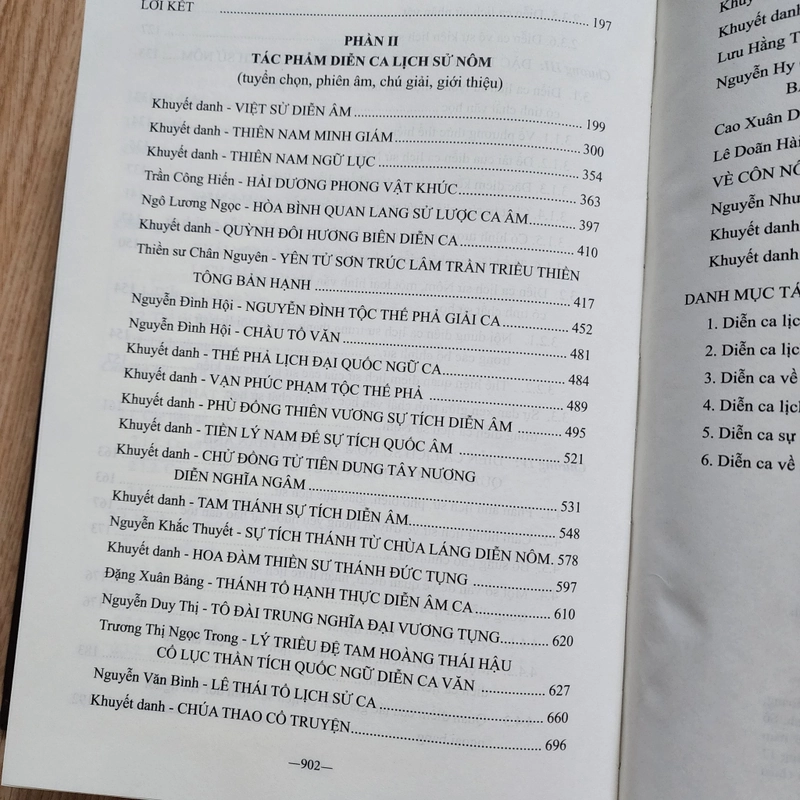 LỜI KẾT ........ 197
PHẦN II
TÁC PHẨM DIỄN CA LỊCH SỬ NÔM
(tuyển chọn, phiên âm, chú giải, giới thiệu)
Khuyết danh - VIỆT SỬ DIỄN ÂM ........ 199
Khuyết danh - THIÊN NAM MINH GIÁM ........ 300
Khuyết danh - THIÊN NAM NGỮ LỤC ........ 354
Trần Công Hiến - HẢI DƯƠNG PHONG VẬT KHÚC ........ 363
Ngô Lương Ngọc - HÒA BÌNH QUAN LANG SỬ LƯỢC CA ÂM ........ 397
Khuyết danh - QUỲNH ĐÔI HƯƠNG BIÊN DIỄN CA ........ 410
Thiền sư Chân Nguyên - YÊN TỬ SƠN TRÚC LÂM TRẦN TRIỀU THIỀN
TÔNG BẢN HẠNH ........ 417
Nguyễn Đình Hội - NGUYỄN ĐÌNH TỘC THẾ PHẢ GIẢI CA ........ 452
Nguyễn Đình Hội - CHẦU TỔ VĂN ........ 481
Khuyết danh - THẾ PHẢ LỊCH ĐẠI QUỐC NGỮ CA ........ 484
Khuyết danh - VẠN PHÚC PHẠM TỘC THẾ PHẢ ........ 489
Khuyết danh - PHÙ ĐỔNG THIÊN VƯƠNG SỰ TÍCH DIỄN ÂM ........ 495
Khuyết danh - TIỀN LÝ NAM ĐẾ SỰ TÍCH QUỐC ÂM ........ 521
Khuyết danh - CHỬ ĐỒNG TỬ TIÊN DUNG TÂY NƯƠNG
DIỄN NGHĨA NGÂM ........ 531
Khuyết danh - TAM THÁNH SỰ TÍCH DIỄN ÂM ........ 548
Nguyễn Khắc Thuyết - SỰ TÍCH THÁNH TỪ CHÙA LÁNG DIỄN NÔM. 578
Khuyết danh - HOA ĐÀM THIỀN SƯ THÁNH ĐỨC TỤNG ........ 597
Đặng Xuân Bảng - THÁNH TỔ HẠNH THỰC DIỄN ÂM CA ........ 610
Nguyễn Duy Thị - TÔ ĐẠI TRUNG NGHĨA ĐẠI VƯƠNG TỤNG ........ 620
Trương Thị Ngọc Trong - LÝ TRIỀU ĐỆ TAM HOÀNG THÁI HẬU
CỔ LỤC THẦN TÍCH QUỐC NGỮ DIỄN CA VĂN ........ 627
Nguyễn Văn Bình - LÊ THÁI TỔ LỊCH SỬ CA ........ 660
Khuyết danh - CHÚA THAO CỔ TRUYỆN ........ 696
—902—
Khuyết danh
Lưu Hằng T
Nguyễn Hy
Cao Xuân D
Lê Doãn Hài
VÈ CÔN NÔ
Nguyễn Nhu
Khuyết danh
Khuyết danh
DANH MỤC TÁ
1. Diễn ca lịc
2. Diễn ca lịc
3. Diễn ca về
4. Diễn ca lịc
5. Diễn ca sự
6. Diễn ca về